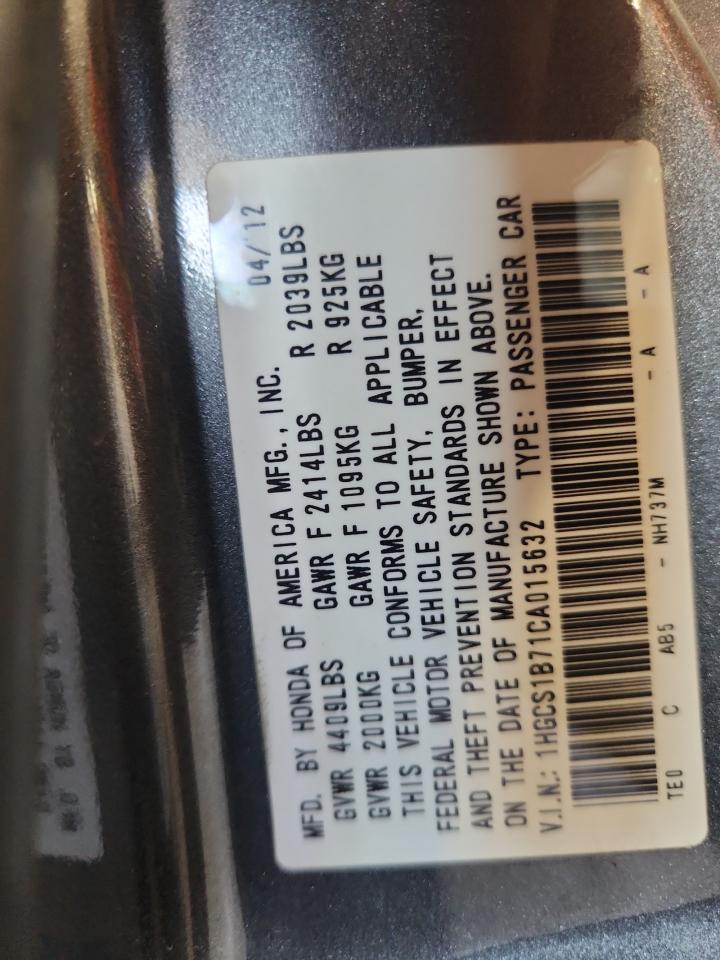 MFD. BY HONDA OF AMERICA MFG., INC. 04/12
GVWR 4409LBS GAWR F 2414LBS R 2039LBS
GVWR 2000KG GAWR F 1095KG R 925KG
THIS VEHICLE CONFORMS TO ALL APPLICABLE
FEDERAL MOTOR VEHICLE SAFETY, BUMPER,
AND THEFT PREVENTION STANDARDS IN EFFECT
ON THE DATE OF MANUFACTURE SHOWN ABOVE.
V.I.N.: 1HGCS1B71CA015632 TYPE: PASSENGER CAR
TE0 C AB5 - NH737M - A - A